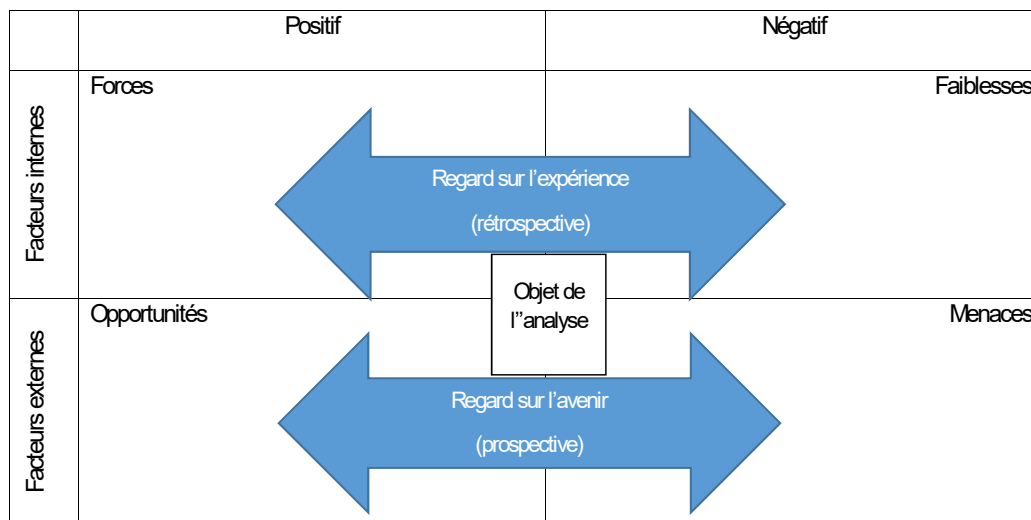 Positif
Négatif
Facteurs internes
Forces
Faiblesses
Regard sur l’expérience
(rétrospective)
Objet de
l’’analyse
Facteurs externes
Opportunités
Menaces
Regard sur l’avenir
(prospective)